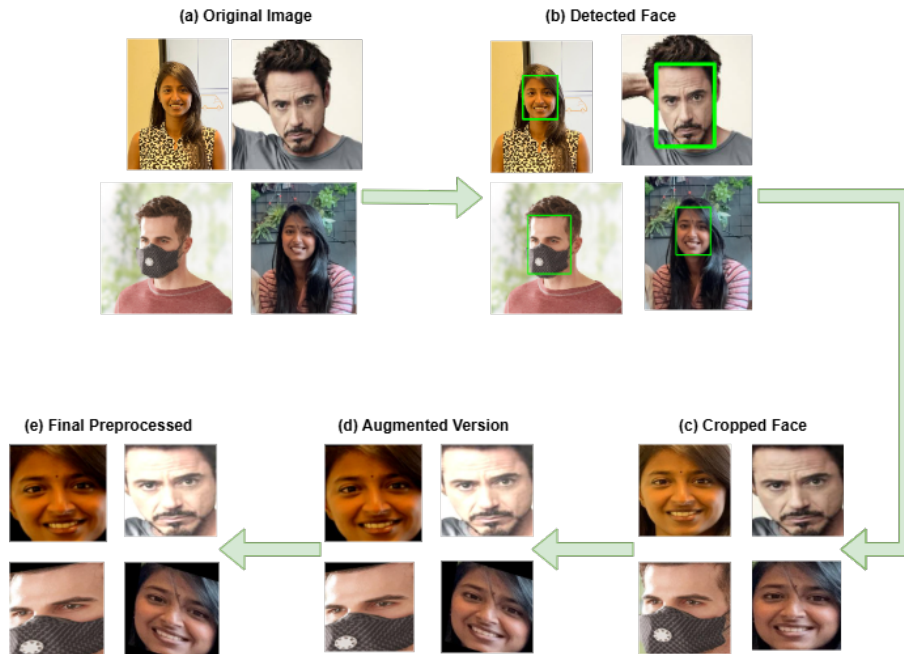 (a) Original Image
(b) Detected Face
(e) Final Preprocessed
(d) Augmented Version
(c) Cropped Face